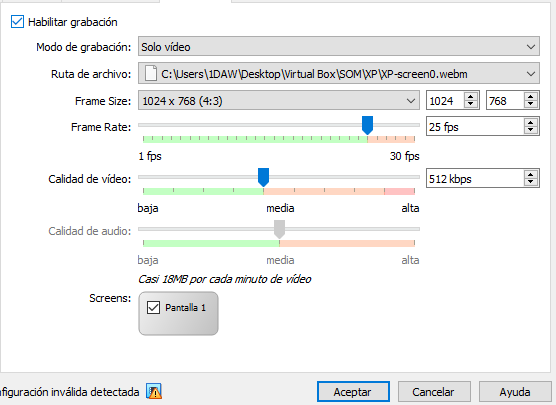 Habilitar grabación
Modo de grabación: Solo vídeo
Ruta de archivo: C:\Users\1DAW\Desktop\Virtual Box\SOM\XP\XP-screen0.webm
Frame Size: 1024 x 768 (4:3) 1024 768
Frame Rate: 25 fps
1 fps 30 fps
Calidad de vídeo: 512 kbps
baja media alta
Calidad de audio:
baja media alta
Casi 18MB por cada minuto de vídeo
Screens: Pantalla 1
nfiguración inválida detectada Aceptar Cancelar Ayuda